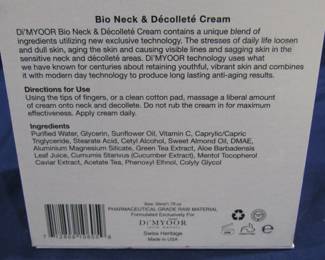 Bio Neck & Décolleté Cream
Di'MYOOR Bio Neck & Décolleté Cream contains a unique blend of
ingredients utilizing new exclusive technology. The stresses of daily life loosen
and dull skin, aging the skin and causing visible lines and sagging skin in the
sensitive neck and décolleté areas. Di'MYOOR technology uses what
we have known for centuries about retaining youthful, vibrant skin and combines
it with modern day technology to produce long lasting anti-aging results.
Directions for Use
Using the tips of fingers, or a clean cotton pad, massage a liberal amount
of cream onto neck and decollete. Do not rub the cream in for maximum
effectiveness. Apply cream daily.
Ingredients
Purified Water, Glycerin, Sunflower Oil, Vitamin C, Caprylic/Capric
Triglyceride, Stearic Acid, Cetyl Alcohol, Sweet Almond Oil, DMAE,
Aluminium Magnesium Silicate, Green Tea Extract, Aloe Barbadensis
Leaf Juice, Cumumis Starivus (Cucumber Extract), Mentol Tocopherol
Caviar Extract, Acetate Tea, Phenoxyl Ethnol, Colyly Glycol
PHARMACEUTICAL GRADE RAW MATERIAL
Formulated Exclusively For
Di'MYOOR
Swiss Heritage
Made in USA